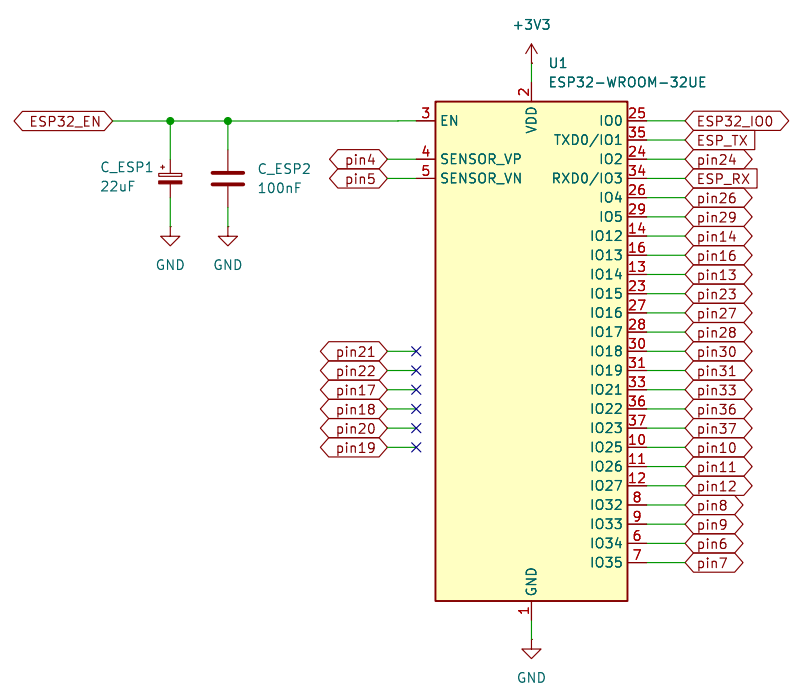 +3V3
U1
ESP32-WROOM-32UE
2
VDD
ESP32_EN
3
EN
IO0
25
ESP32_IO0
TXD0/IO1
35
ESP_TX
pin4
4
SENSOR_VP
IO2
24
pin24
pin5
5
SENSOR_VN
RXD0/IO3
34
ESP_RX
C_ESP1
22uF
+
C_ESP2
100nF
GND
GND
IO4
26
pin26
IO5
29
pin29
IO12
14
pin14
IO13
16
pin16
IO14
13
pin13
IO15
23
pin23
IO16
27
pin27
IO17
28
pin28
pin21
IO18
30
pin30
pin22
IO19
31
pin31
pin17
IO21
33
pin33
pin18
IO22
36
pin36
pin20
IO23
37
pin37
pin19
IO25
10
pin10
IO26
11
pin11
IO27
12
pin12
IO32
8
pin8
IO33
9
pin9
IO34
6
pin6
IO35
7
pin7
GND
1
GND